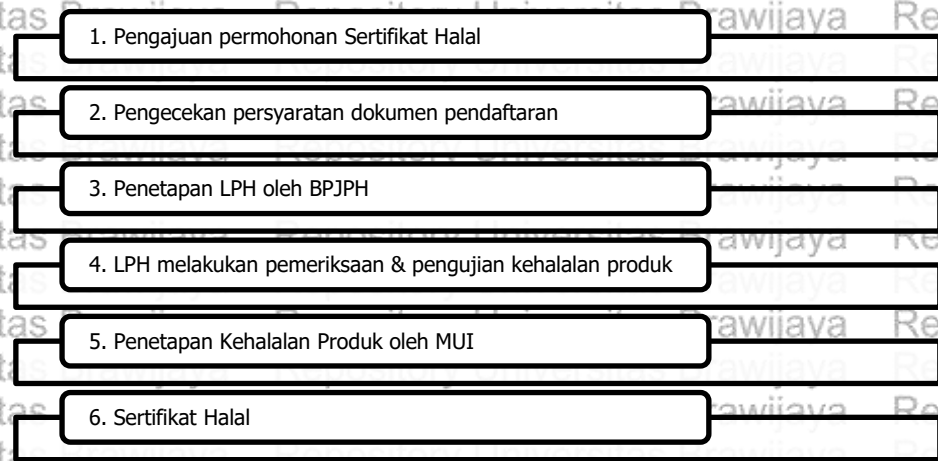 1. Pengajuan permohonan Sertifikat Halal
2. Pengecekan persyaratan dokumen pendaftaran
3. Penetapan LPH oleh BPJPH
4. LPH melakukan pemeriksaan & pengujian kehalalan produk
5. Penetapan Kehalalan Produk oleh MUI
6. Sertifikat Halal